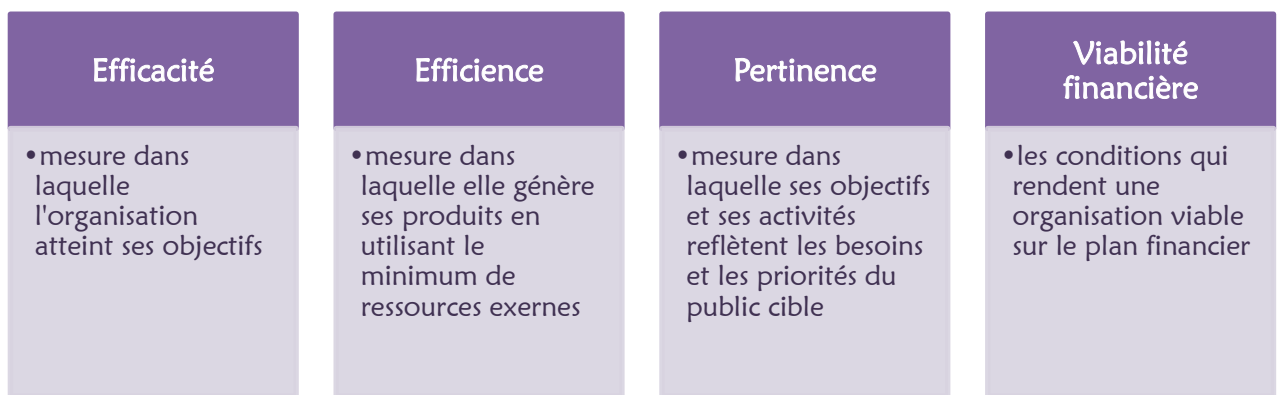 Efficacité
•mesure dans
laquelle
l'organisation
atteint ses objectifs
Efficience
•mesure dans
laquelle elle génère
ses produits en
utilisant le
minimum de
ressources exernes
Pertinence
•mesure dans
laquelle ses objectifs
et ses activités
reflètent les besoins
et les priorités du
public cible
Viabilité
financière
•les conditions qui
rendent une
organisation viable
sur le plan financier